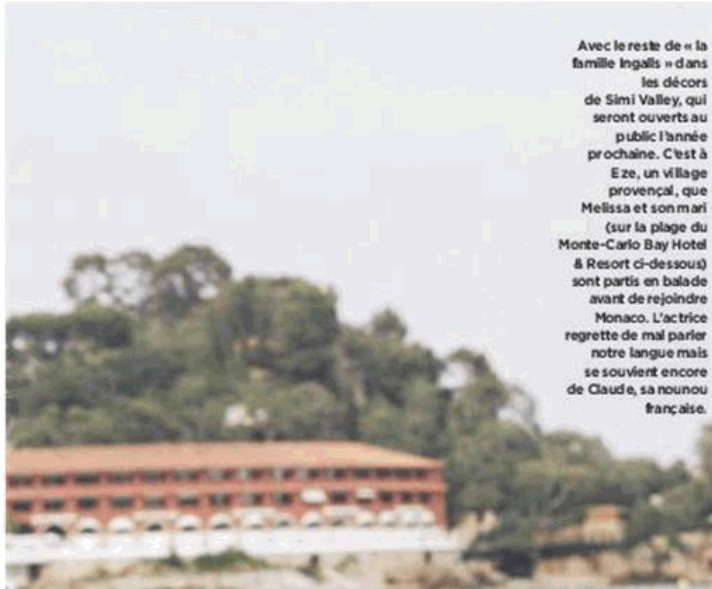 Avec le reste de « la
famille Ingalls » dans
les décors
de Simi Valley, qui
seront ouverts au
public l'année
prochaine. C'est à
Eze, un village
provençal, que
Melissa et son mari
(sur la plage du
Monte-Carlo Bay Hotel
& Resort ci-dessous)
sont partis en balade
avant de rejoindre
Monaco. L'actrice
regrette de mal parler
notre langue mais
se souvient encore
de Claude, sa nounou
française.